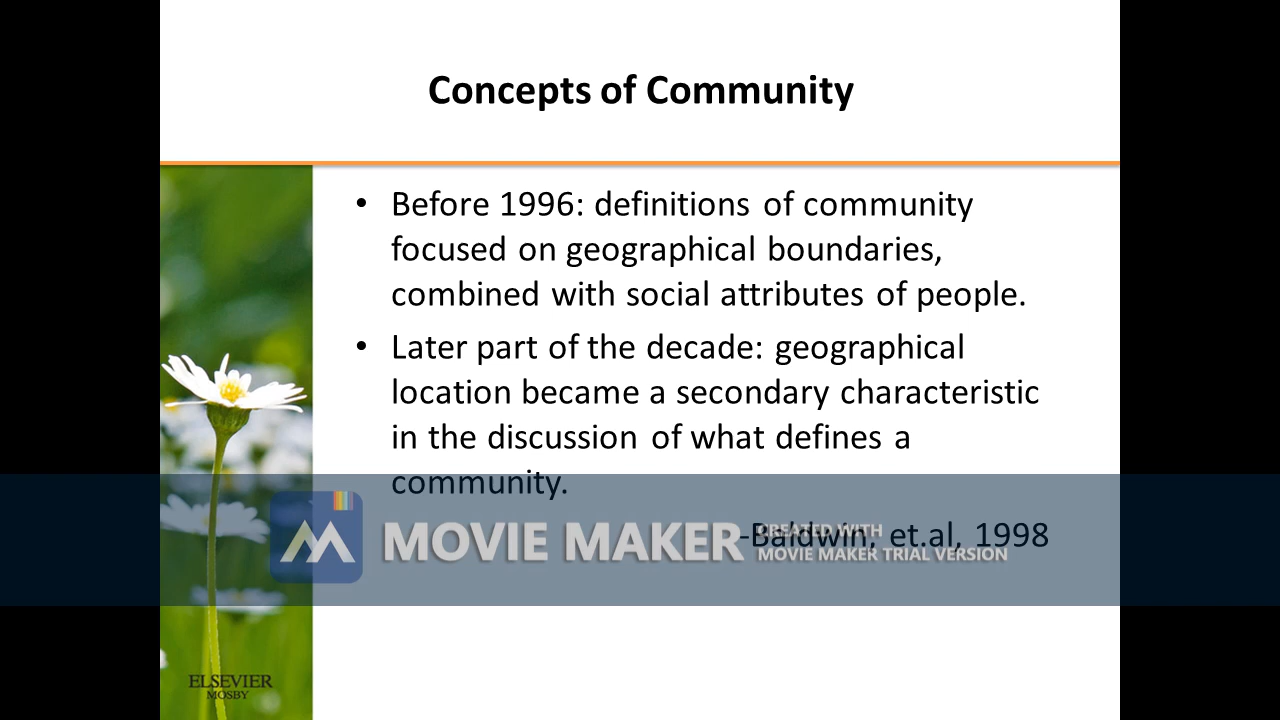 Concepts of Community
• Before 1996: definitions of community
focused on geographical boundaries,
combined with social attributes of people.
• Later part of the decade: geographical
location became a secondary characteristic
in the discussion of what defines a
community.
-Baldwin, et.al, 1998
MOVIE MAKER
CREATED WITH
MOVIE MAKER TRIAL VERSION
ELSEVIER
MOSBY